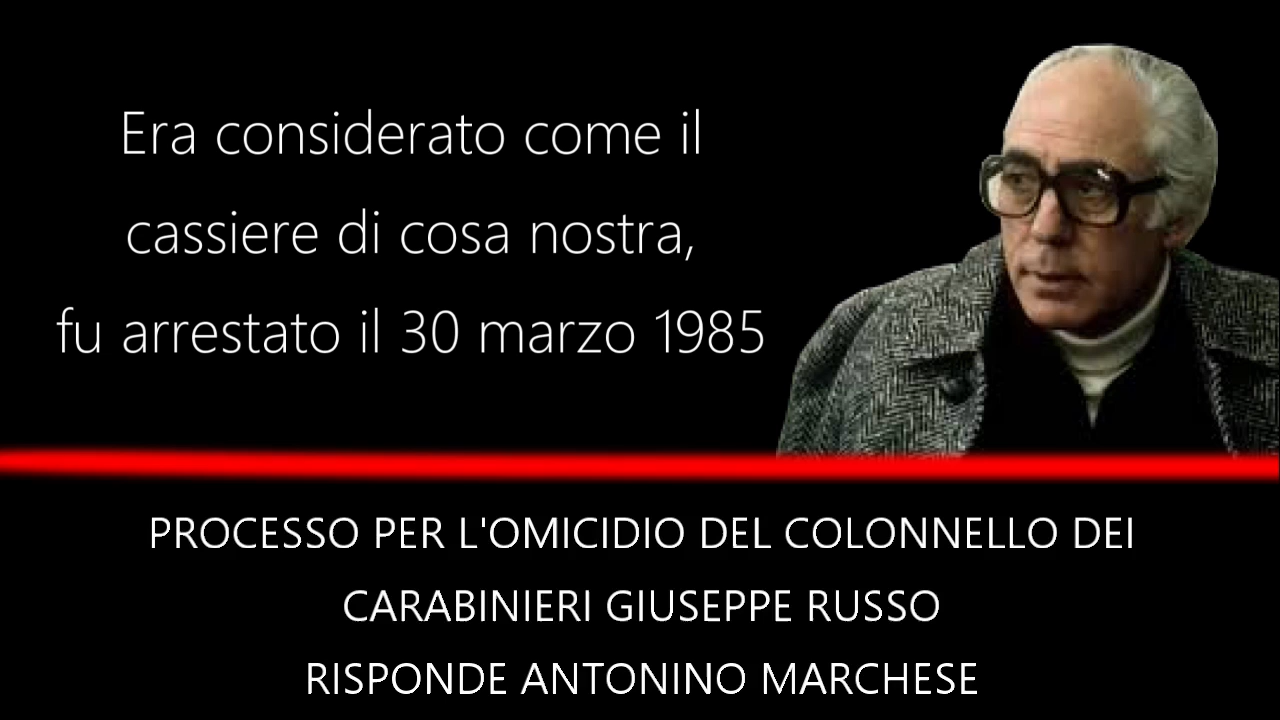 Era considerato come il
cassiere di cosa nostra,
fu arrestato il 30 marzo 1985
PROCESSO PER L'OMICIDIO DEL COLONNELLO DEI
CARABINIERI GIUSEPPE RUSSO
RISPONDE ANTONINO MARCHESE